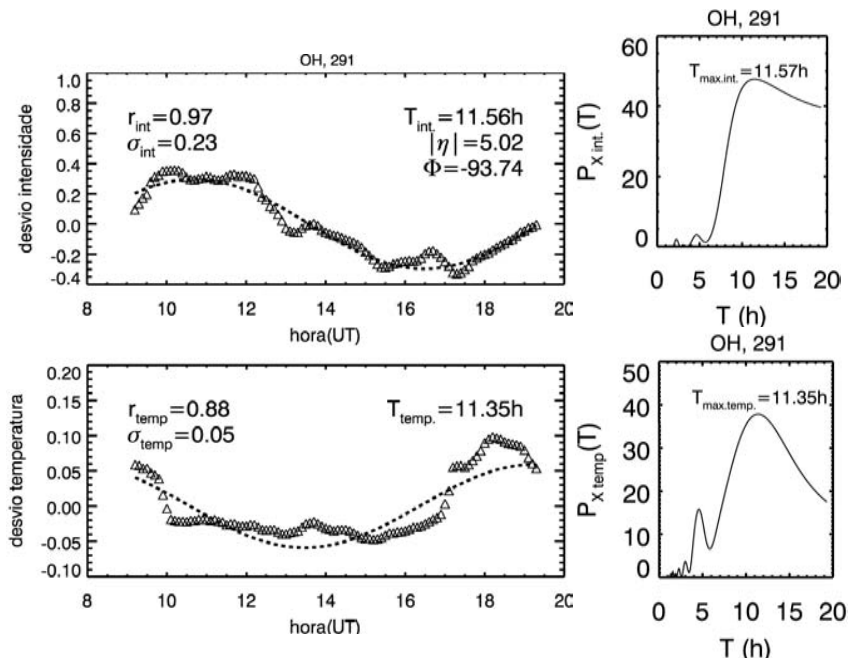 OH, 291
1.0
0.8
0.6
0.4
0.2
0.0
-0.2
-0.4
desvio intensidade
r_int=0.97
σ_int=0.23
T_int.=11.56h
|η|=5.02
Φ=-93.74
8 10 12 14 16 18 20
hora(UT)
60
40
20
0
P_X int.(T)
T_max.int.=11.57h
0 5 10 15 20
T (h)
0.20
0.15
0.10
0.05
0.00
-0.05
-0.10
desvio temperatura
r_temp=0.88
σ_temp=0.05
T_temp.=11.35h
8 10 12 14 16 18 20
hora(UT)
OH, 291
50
40
30
20
10
0
P_X temp(T)
T_max.temp.=11.35h
0 5 10 15 20
T (h)